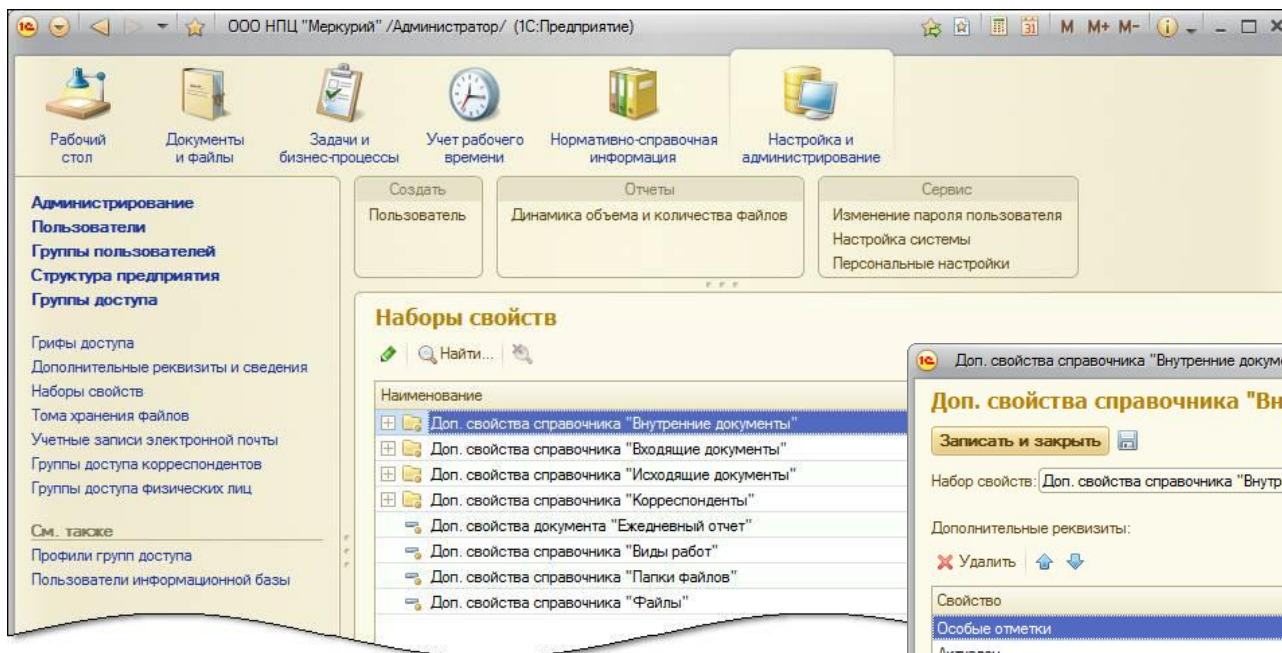 ООО НПЦ "Меркурий" /Администратор/ (1С:Предприятие)
M M+ M-
Рабочий стол
Документы и файлы
Задачи и бизнес-процессы
Учет рабочего времени
Нормативно-справочная информация
Настройка и администрирование
Администрирование
Пользователи
Группы пользователей
Структура предприятия
Группы доступа
Грифы доступа
Дополнительные реквизиты и сведения
Наборы свойств
Тома хранения файлов
Учетные записи электронной почты
Группы доступа корреспондентов
Группы доступа физических лиц
См. также
Профили групп доступа
Пользователи информационной базы
Создать
Пользователь
Отчеты
Динамика объема и количества файлов
Сервис
Изменение пароля пользователя
Настройка системы
Персональные настройки
Наборы свойств
Найти...
Наименование
Доп. свойства справочника "Внутренние документы"
Доп. свойства справочника "Входящие документы"
Доп. свойства справочника "Исходящие документы"
Доп. свойства справочника "Корреспонденты"
Доп. свойства документа "Ежедневный отчет"
Доп. свойства справочника "Виды работ"
Доп. свойства справочника "Папки файлов"
Доп. свойства справочника "Файлы"
Доп. свойства справочника "Внутренние докум
Доп. свойства справочника "Вн
Записать и закрыть
Набор свойств: Доп. свойства справочника "Внутр
Дополнительные реквизиты:
Удалить
Свойство
Особые отметки